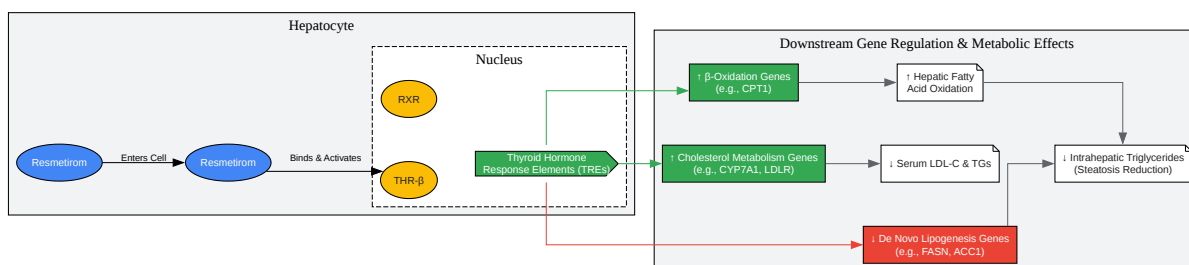 Hepatocyte
Nucleus
RXR
Resmetirom
Enters Cell
Resmetirom
Binds & Activates
THR-β
Thyroid Hormone
Response Elements (TREs)
Downstream Gene Regulation & Metabolic Effects
↑ β-Oxidation Genes
(e.g., CPT1)
↑ Hepatic Fatty
Acid Oxidation
↑ Cholesterol Metabolism Genes
(e.g., CYP7A1, LDLR)
↓ Serum LDL-C & TGs
↓ Intrahepatic Triglycerides
(Steatosis Reduction)
↓ De Novo Lipogenesis Genes
(e.g., FASN, ACC1)